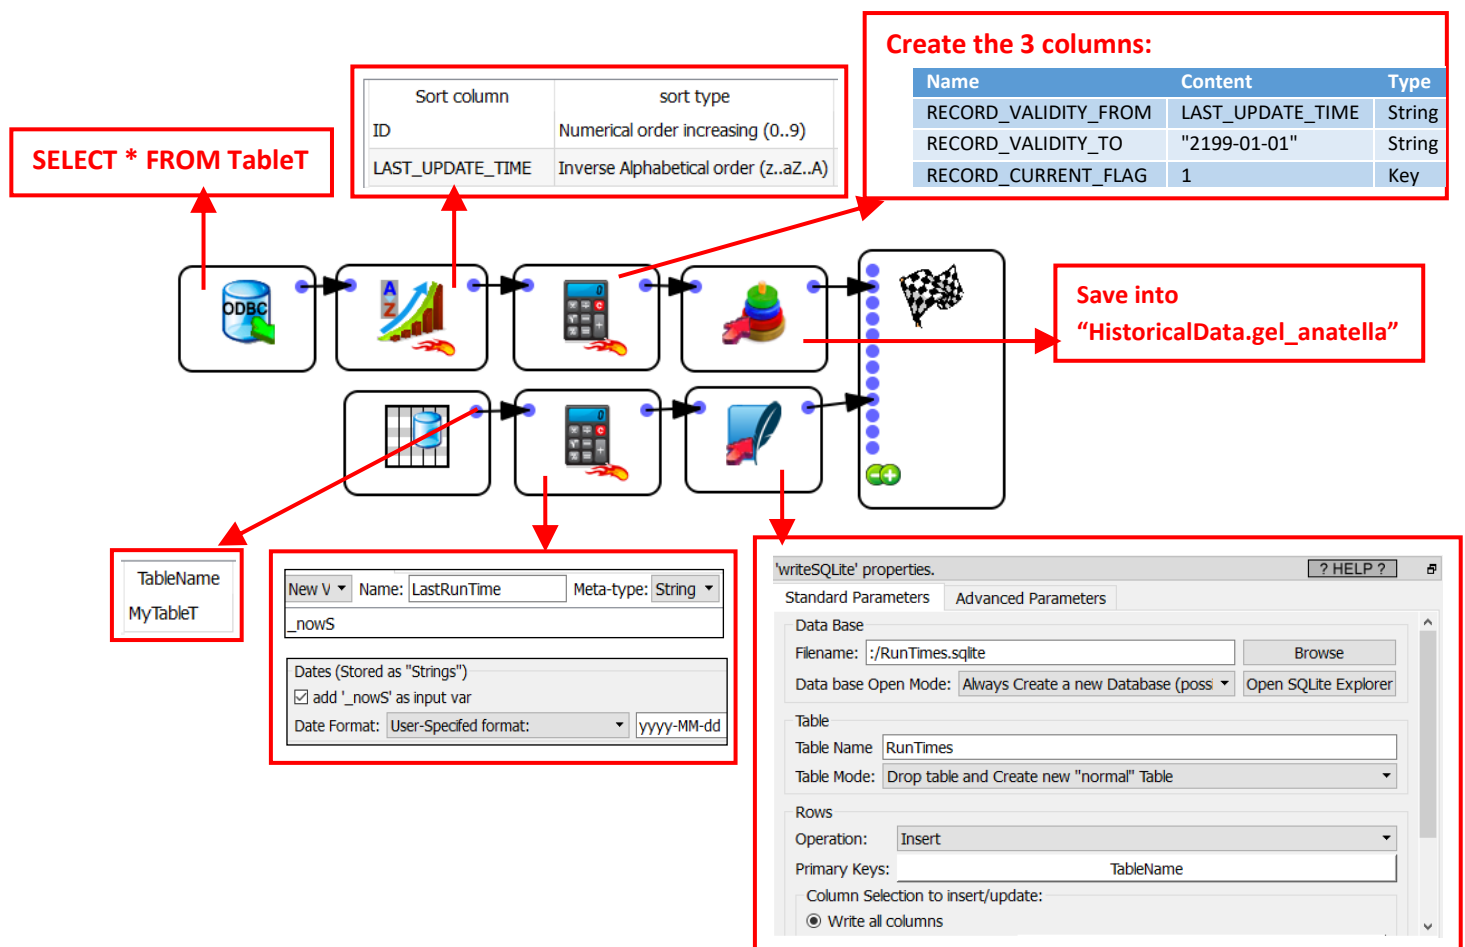 Create the 3 columns:
Name Content Type
RECORD_VALIDITY_FROM LAST_UPDATE_TIME String
RECORD_VALIDITY_TO "2199-01-01" String
RECORD_CURRENT_FLAG 1 Key
Sort column sort type
ID Numerical order increasing (0..9)
LAST_UPDATE_TIME Inverse Alphabetical order (z..aZ..A)
SELECT * FROM TableT
ODBC
A
Z
0
Save into
“HistoricalData.gel_anatella”
0
TableName
MyTableT
New V Name: LastRunTime Meta-type: String
_nowS
Dates (Stored as "Strings")
add '_nowS' as input var
Date Format: User-Specifed format: yyyy-MM-dd
'writeSQLite' properties. ? HELP ?
Standard Parameters Advanced Parameters
Data Base
Filename: :/RunTimes.sqlite Browse
Data base Open Mode: Always Create a new Database (possi Open SQLite Explorer
Table
Table Name RunTimes
Table Mode: Drop table and Create new "normal" Table
Rows
Operation: Insert
Primary Keys: TableName
Column Selection to insert/update:
Write all columns